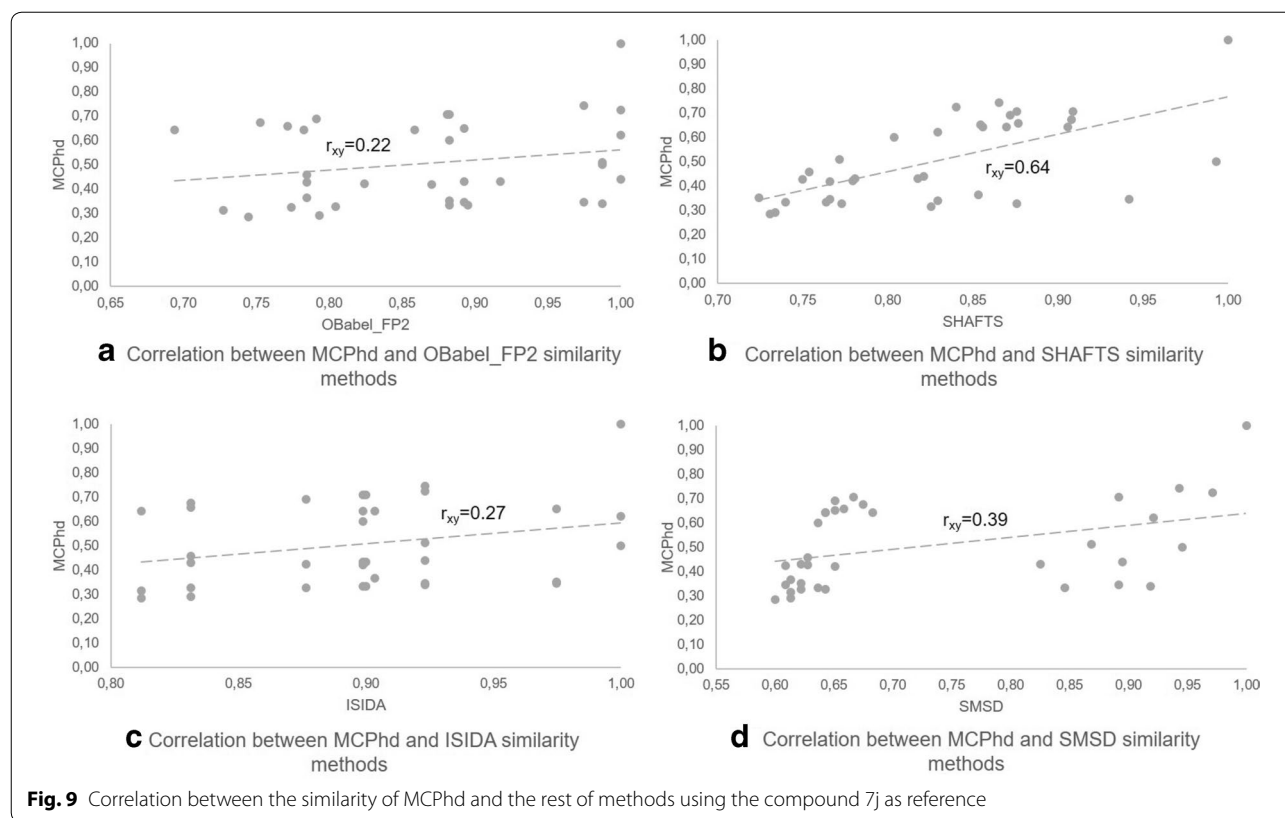 1,00
0,90
0,80
0,70
0,60
0,50
0,40
0,30
0,20
0,10
0,00
MCPhd
r_xy=0.22
0,65 0,70 0,75 0,80 0,85 0,90 0,95 1,00
OBabel_FP2
a Correlation between MCPhd and OBabel_FP2 similarity
methods
1,00
0,90
0,80
0,70
0,60
0,50
0,40
0,30
0,20
0,10
0,00
MCPhd
r_xy=0.64
0,70 0,75 0,80 0,85 0,90 0,95 1,00
SHAFTS
b Correlation between MCPhd and SHAFTS similarity
methods
1,00
0,90
0,80
0,70
0,60
0,50
0,40
0,30
0,20
0,10
0,00
MCPhd
r_xy=0.27
0,80 0,85 0,90 0,95 1,00
ISIDA
c Correlation between MCPhd and ISIDA similarity
methods
1,00
0,90
0,80
0,70
0,60
0,50
0,40
0,30
0,20
0,10
0,00
MCPhd
r_xy=0.39
0,55 0,60 0,65 0,70 0,75 0,80 0,85 0,90 0,95 1,00
SMSD
d Correlation between MCPhd and SMSD similarity
methods
Fig. 9 Correlation between the similarity of MCPhd and the rest of methods using the compound 7j as reference